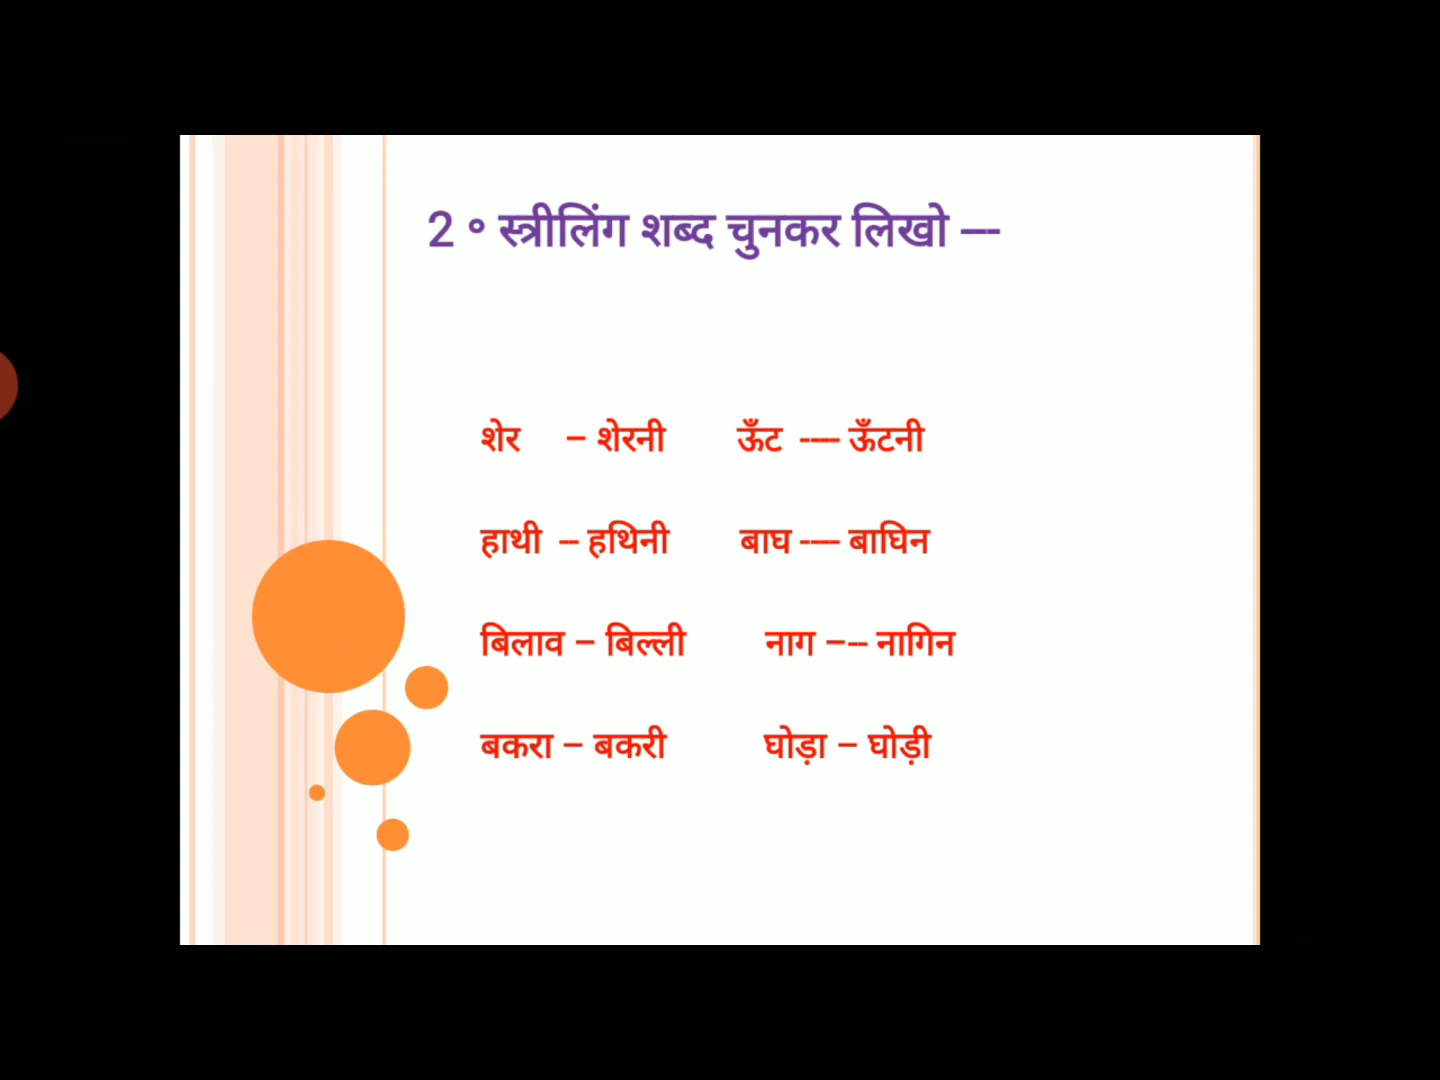 2 ॰ स्त्रीलिंग शब्द चुनकर लिखो ---
शेर – शेरनी ऊँट ---- ऊँटनी
हाथी – हथिनी बाघ ---- बाघिन
बिलाव – बिल्ली नाग –-- नागिन
बकरा – बकरी घोड़ा – घोड़ी